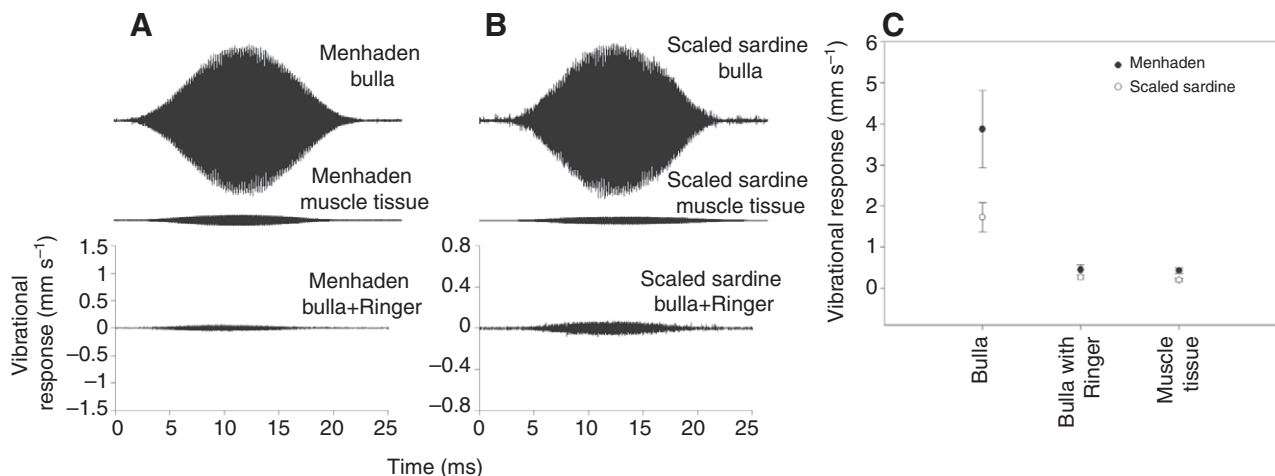 A
Menhaden
bulla
Menhaden
muscle tissue
Menhaden
bulla+Ringer
Vibrational
response (mm s–1)
1.5
1
0.5
0
–0.5
–1
–1.5
0 5 10 15 20 25
B
Scaled sardine
bulla
Scaled sardine
muscle tissue
Scaled sardine
bulla+Ringer
0.8
0.4
0
–0.4
–0.8
0 5 10 15 20 25
Time (ms)
C
Vibrational response (mm s–1)
6
5
4
3
2
1
0
Menhaden
Scaled sardine
Bulla
Bulla with
Ringer
Muscle
tissue